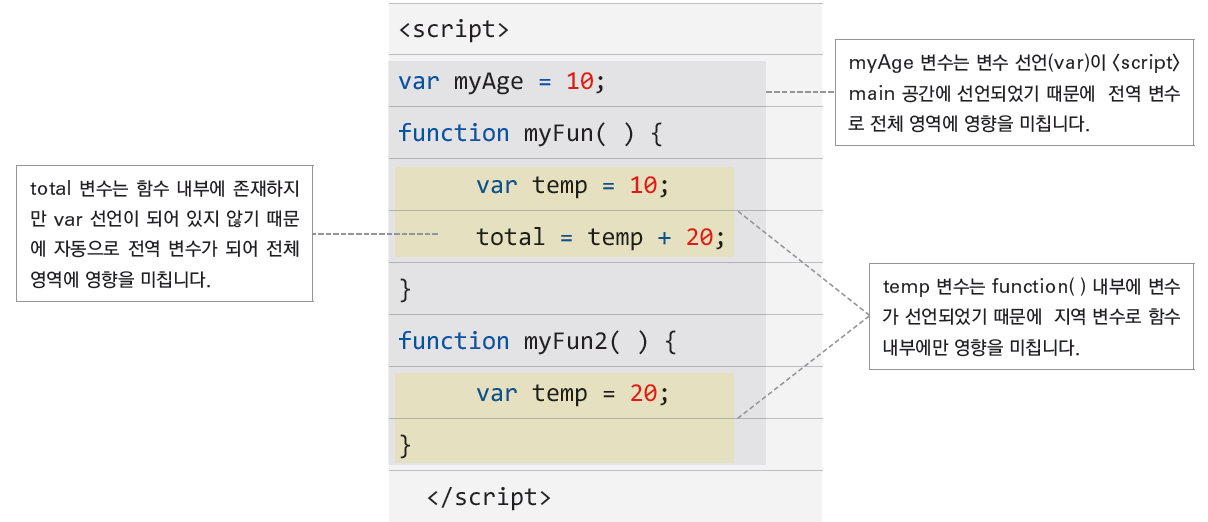 <script>
var myAge = 10;
function myFun( ) {
var temp = 10;
total = temp + 20;
}
function myFun2( ) {
var temp = 20;
}
</script>
myAge 변수는 변수 선언(var)이 〈script〉
main 공간에 선언되었기 때문에 전역 변수
로 전체 영역에 영향을 미칩니다.
total 변수는 함수 내부에 존재하지
만 var 선언이 되어 있지 않기 때문
에 자동으로 전역 변수가 되어 전체
영역에 영향을 미칩니다.
temp 변수는 function( ) 내부에 변수
가 선언되었기 때문에 지역 변수로 함수
내부에만 영향을 미칩니다.